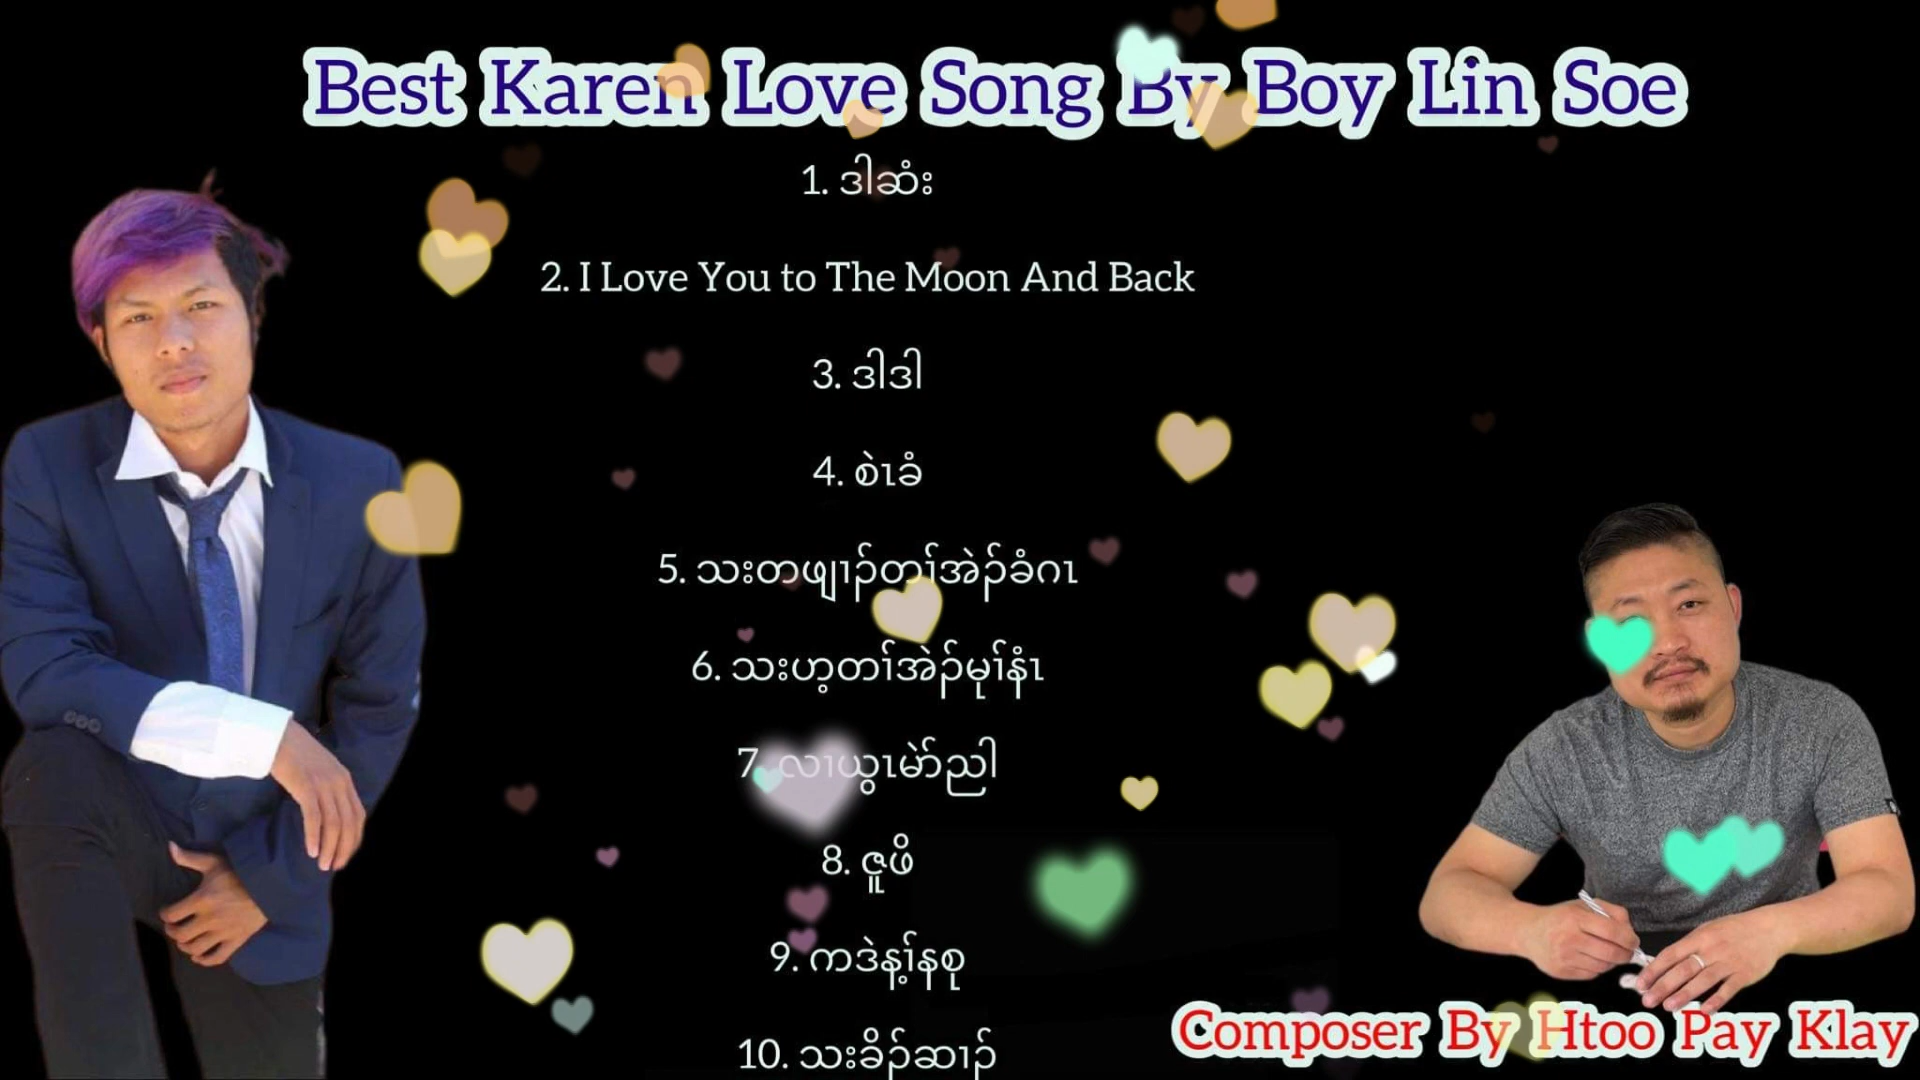 Best Karen Love Song By Boy Lin Soe
1. ဒါဆံး
2. I Love You to The Moon And Back
3. ဒါဒါ
4. စဲၤခံ
5. သးတဖျၢၣ်တၢ်အဲၣ်ခံဂၤ
6. သးဟ့တၢ်အဲၣ်မုၢ်နံၤ
7. လၢယွၤမဲာ်ညါ
8. ဇူဖိ
9. ကဒဲန့ၢ်နစု
10. သးခိၣ်ဆၢၣ်
Composer By Htoo Pay Klay